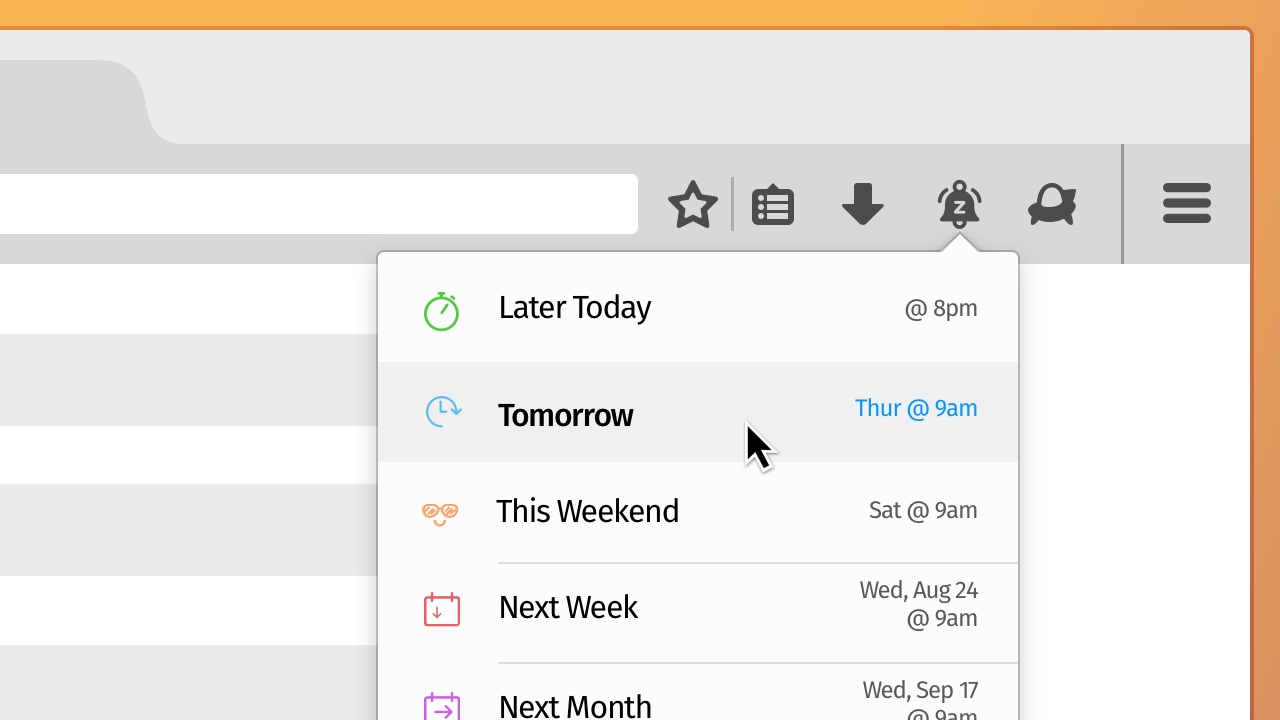 z
Later Today @ 8pm
Tomorrow Thur @ 9am
This Weekend Sat @ 9am
Next Week Wed, Aug 24
@ 9am
Next Month Wed, Sep 17
@ 9am